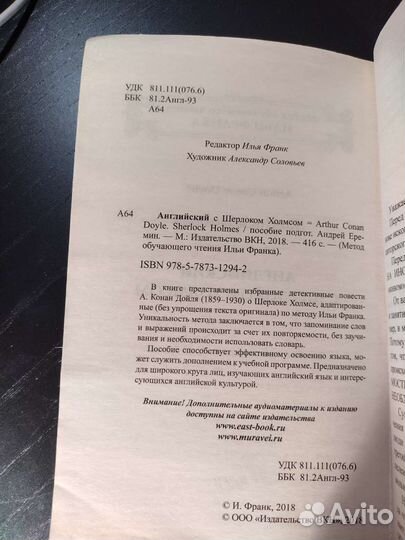 УДК 811.111(076.6)
ББК 81.2Англ-93
А64
Редактор Илья Франк
Художник Александр Соловьев
А64 Английский с Шерлоком Холмсом = Arthur Conan
Doyle. Sherlock Holmes / пособие подгот. Андрей Ере-
мин. — М.: Издательство ВКН, 2018. — 416 с. — (Метод
обучающего чтения Ильи Франка).
ISBN 978-5-7873-1294-2
В книге представлены избранные детективные повести
А. Конан Дойля (1859–1930) о Шерлоке Холмсе, адаптирован-
ные (без упрощения текста оригинала) по методу Ильи Франка.
Уникальность метода заключается в том, что запоминание слов
и выражений происходит за счет их повторяемости, без заучи-
вания и необходимости использовать словарь.
Пособие способствует эффективному освоению языка, мо-
жет служить дополнением к учебной программе. Предназначено
для широкого круга лиц, изучающих английский язык и интере-
сующихся английской культурой.
Внимание! Дополнительные аудиоматериалы к изданию
доступны на сайте издательства
www.east-book.ru
www.muravei.ru
УДК 811.111(076.6)
ББК 81.2Англ-93
© И. Франк, 2018
© ООО «Издательство ВКН», 2018
Avito